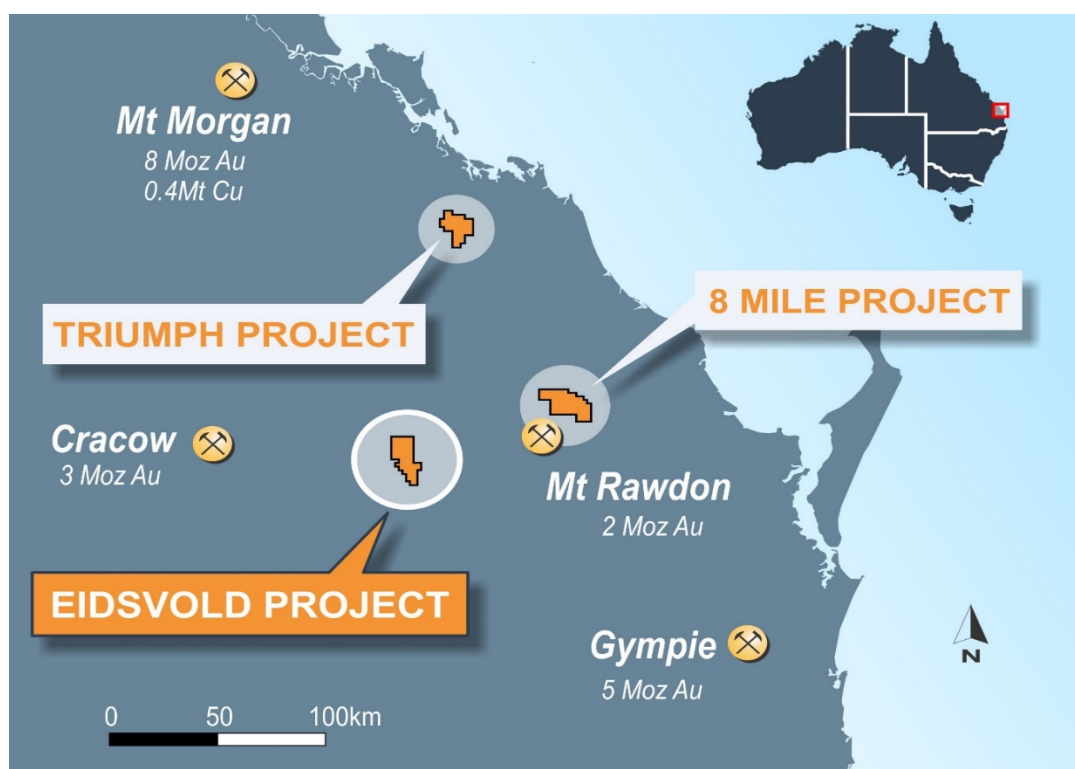 Mt Morgan
8 Moz Au
0.4Mt Cu
TRIUMPH PROJECT
8 MILE PROJECT
Cracow
3 Moz Au
Mt Rawdon
2 Moz Au
EIDSVOLD PROJECT
Gympie
5 Moz Au
N
0 50 100km